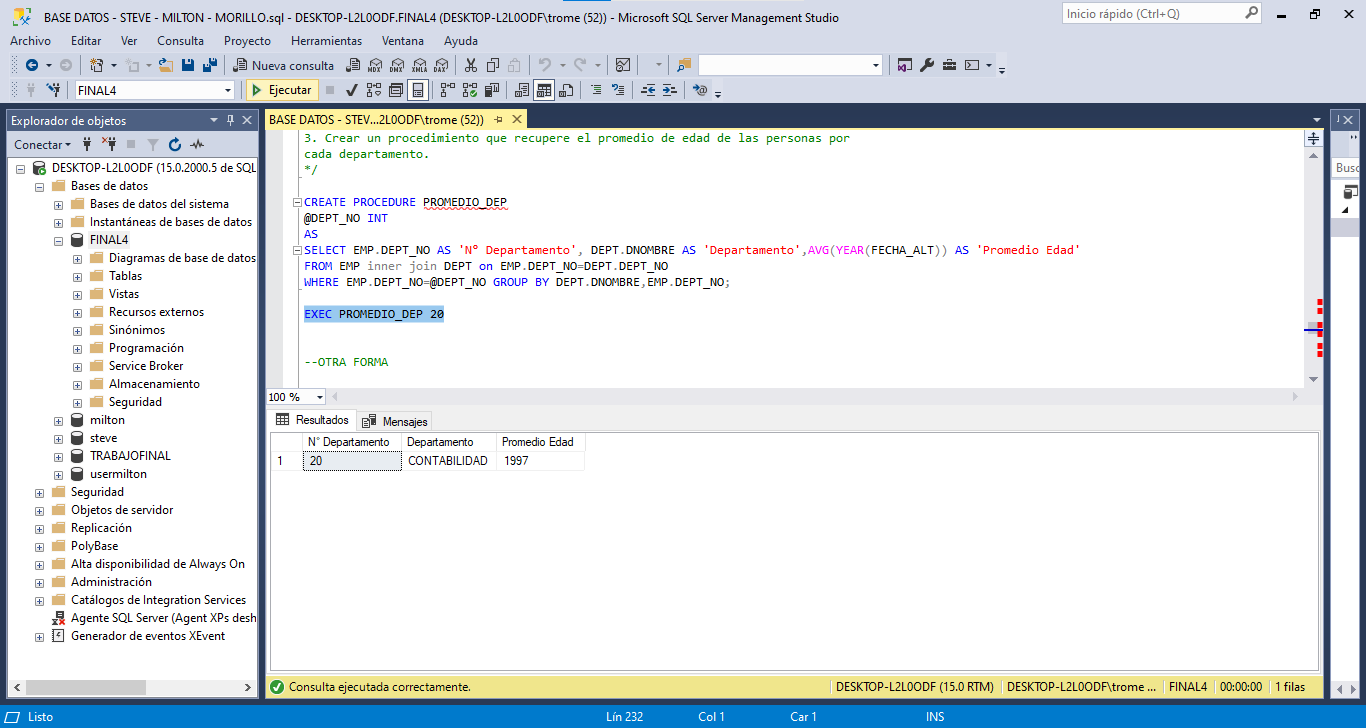 BASE DATOS - STEVE - MILTON - MORILLO.sql - DESKTOP-L2L0ODF.FINAL4 (DESKTOP-L2L0ODF\trome (52)) - Microsoft SQL Server Management Studio
Inicio rápido (Ctrl+Q)
Archivo Editar Ver Consulta Proyecto Herramientas Ventana Ayuda
Nueva consulta MDX DMX XMLA DAX
FINAL4 Ejecutar
Explorador de objetos
Conectar
DESKTOP-L2L0ODF (15.0.2000.5 de SQL
Bases de datos
Bases de datos del sistema
Instantáneas de bases de datos
FINAL4
Diagramas de base de datos
Tablas
Vistas
Recursos externos
Sinónimos
Programación
Service Broker
Almacenamiento
Seguridad
milton
steve
TRABAJOFINAL
usermilton
Seguridad
Objetos de servidor
Replicación
PolyBase
Alta disponibilidad de Always On
Administración
Catálogos de Integration Services
Agente SQL Server (Agent XPs desh
Generador de eventos XEvent
BASE DATOS - STEV...2L0ODF\trome (52))
3. Crear un procedimiento que recupere el promedio de edad de las personas por
cada departamento.
*/
CREATE PROCEDURE PROMEDIO_DEP
@DEPT_NO INT
AS
SELECT EMP.DEPT_NO AS 'Nº Departamento', DEPT.DNOMBRE AS 'Departamento',AVG(YEAR(FECHA_ALT)) AS 'Promedio Edad'
FROM EMP inner join DEPT on EMP.DEPT_NO=DEPT.DEPT_NO
WHERE EMP.DEPT_NO=@DEPT_NO GROUP BY DEPT.DNOMBRE,EMP.DEPT_NO;
EXEC PROMEDIO_DEP 20
--OTRA FORMA
100 %
Resultados Mensajes
N° Departamento Departamento Promedio Edad
1 20 CONTABILIDAD 1997
Consulta ejecutada correctamente. DESKTOP-L2L0ODF (15.0 RTM) DESKTOP-L2L0ODF\trome ... FINAL4 00:00:00 1 filas
Busc
Listo Lín 232 Col 1 Car 1 INS